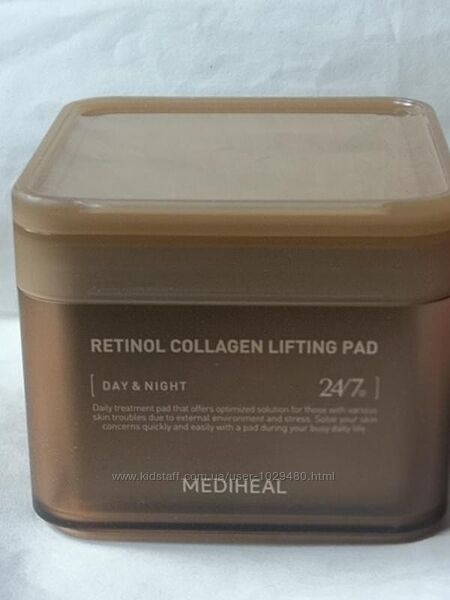 RETINOL COLLAGEN LIFTING PAD
[ DAY & NIGHT 24/7® ]
Daily treatment pad that offers optimized solution for those with various
skin troubles due to external environment and stress. Solve your skin
concerns quickly and easily with a pad during your busy daily life.
www.kidstaff.com.ua/user-1029480.html
MEDIHEAL